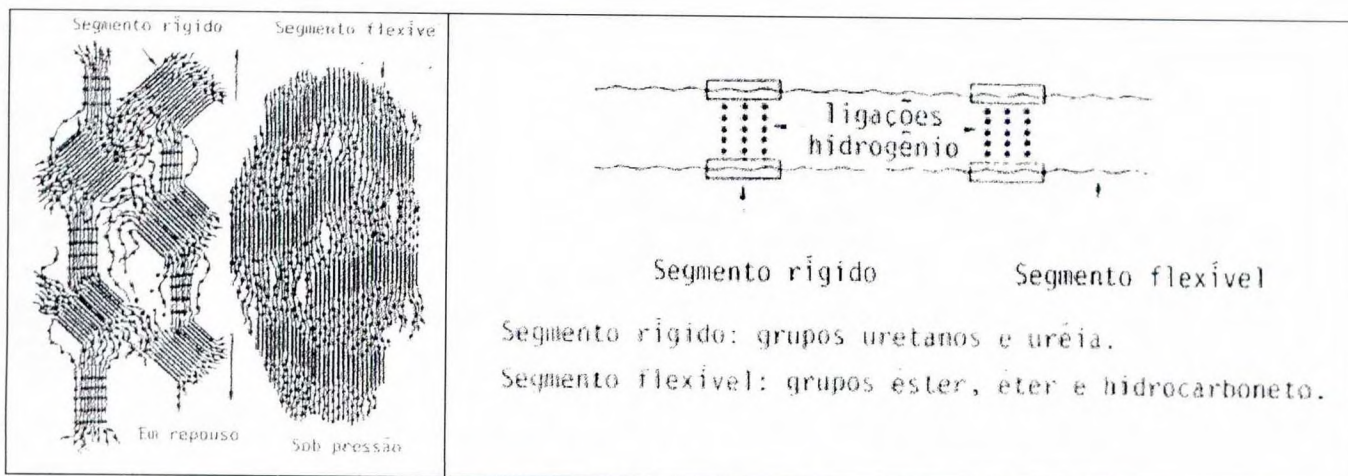 Segmento rígido
Segmento flexíve
Em repouso
Sob pressão
ligações
hidrogênio
Segmento rígido
Segmento flexível
Segmento rígido: grupos uretanos e uréia.
Segmento flexível: grupos éster, éter e hidrocarboneto.